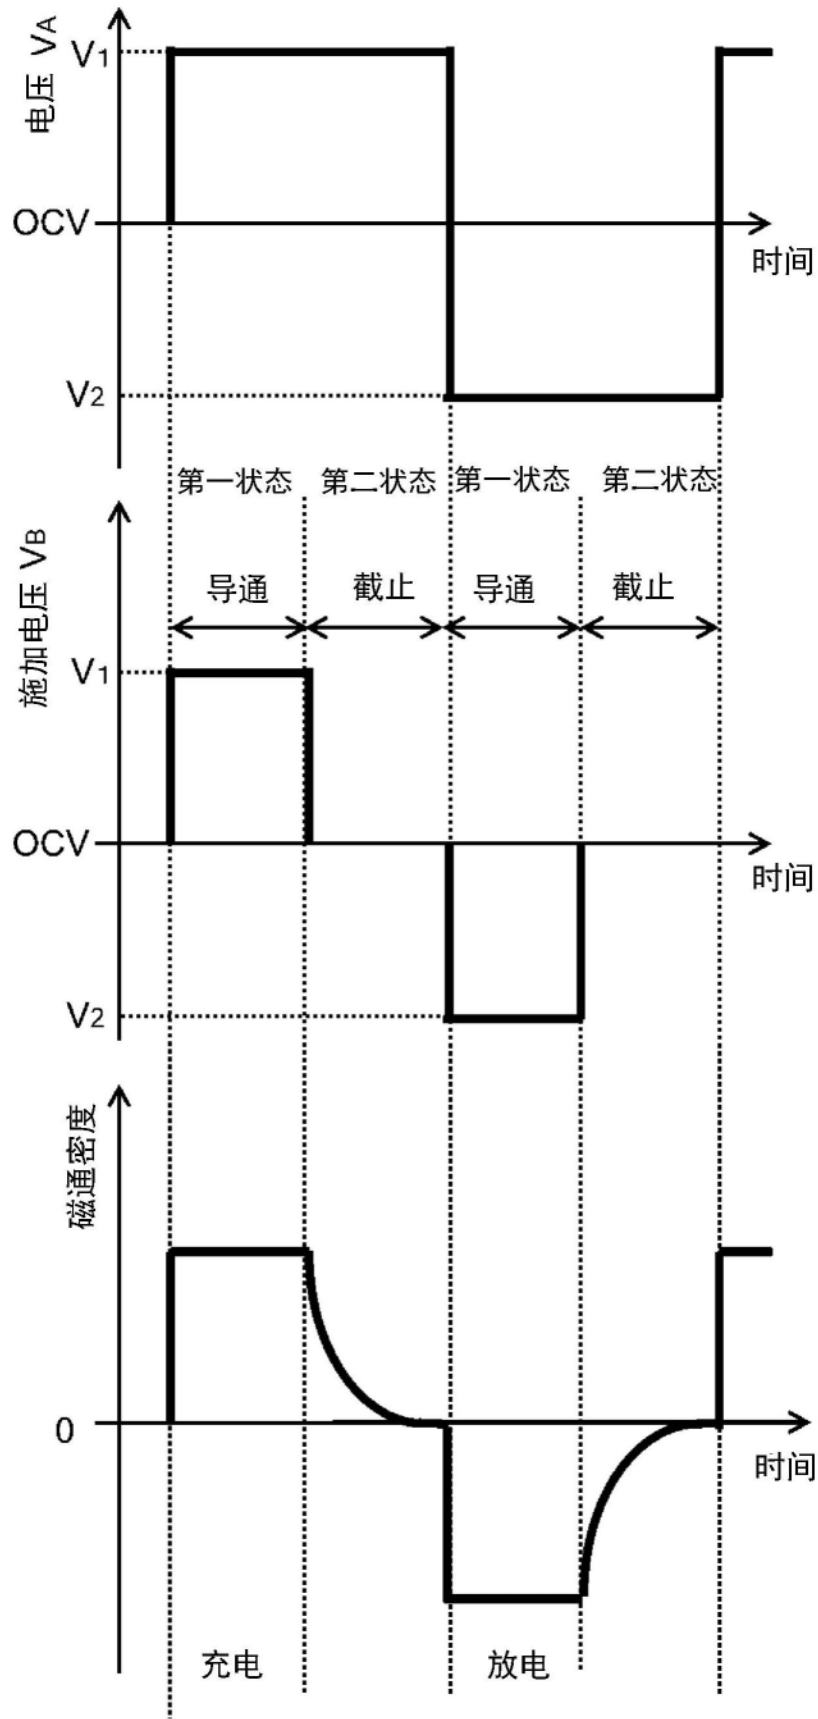 电压 VA
V1
OCV
时间
V2
第一状态 第二状态 第一状态 第二状态
施加电压 VB
导通 截止 导通 截止
V1
OCV
时间
V2
磁通密度
0
时间
充电 放电